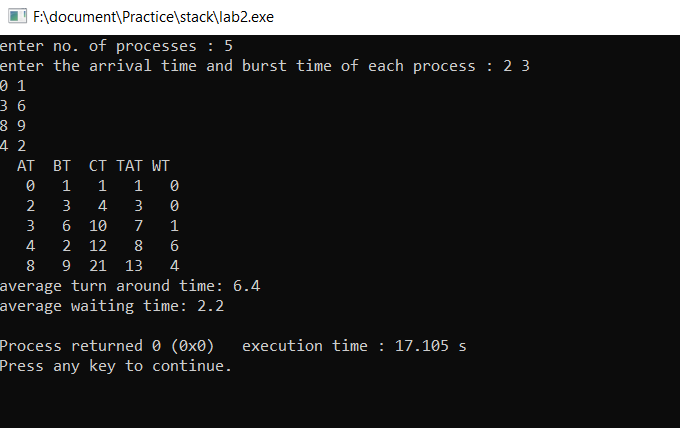 F:\document\Practice\stack\lab2.exe
enter no. of processes : 5
enter the arrival time and burst time of each process : 2 3
0 1
3 6
8 9
4 2
AT BT CT TAT WT
0 1 1 1 0
2 3 4 3 0
3 6 10 7 1
4 2 12 8 6
8 9 21 13 4
average turn around time: 6.4
average waiting time: 2.2
Process returned 0 (0x0) execution time : 17.105 s
Press any key to continue.